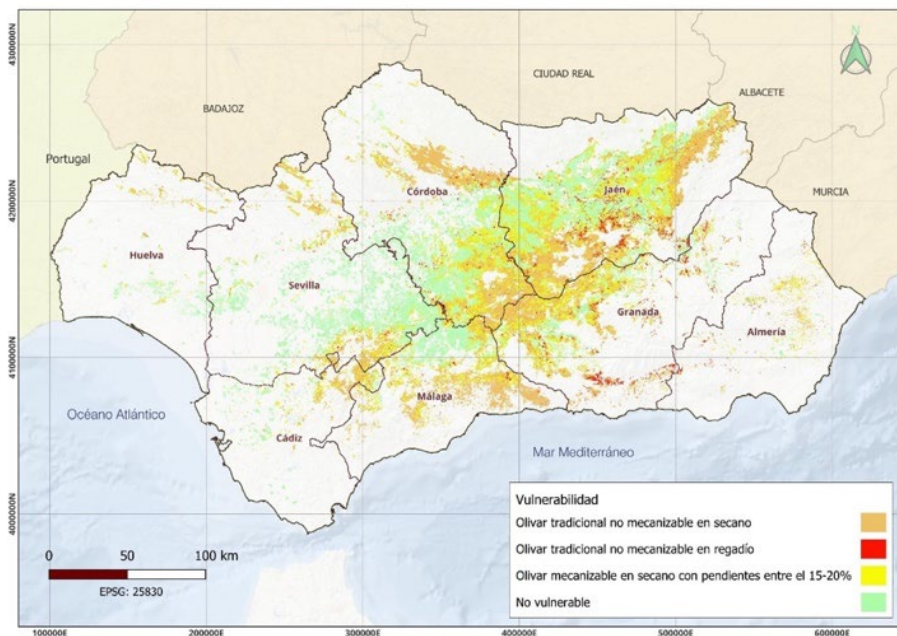 4300000N
4200000N
4100000N
4000000N
CIUDAD REAL
BADAJOZ
ALBACETE
Portugal
MURCIA
Córdoba
Jaén
Huelva
Sevilla
Granada
Almería
Málaga
Océano Atlántico
Cádiz
Mar Mediterráneo
0 50 100 km
EPSG: 25830
Vulnerabilidad
Olivar tradicional no mecanizable en secano
Olivar tradicional no mecanizable en regadío
Olivar mecanizable en secano con pendientes entre el 15-20%
No vulnerable
100000E 200000E 300000E 400000E 500000E 600000E